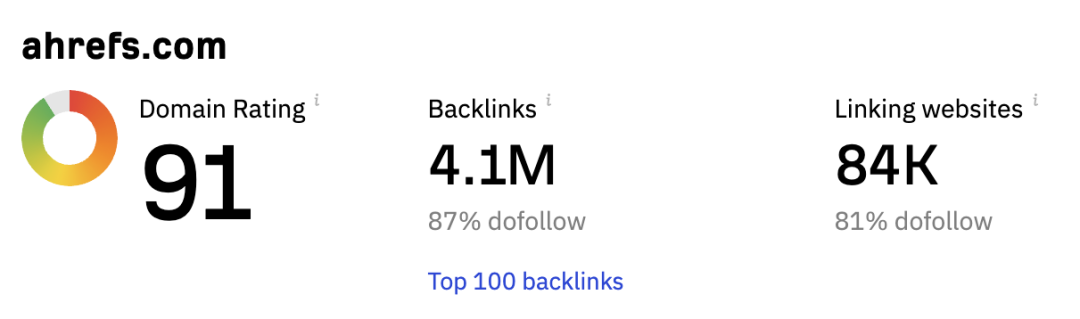 ahrefs.com
Domain Rating i
91
Backlinks i
4.1M
87% dofollow
Top 100 backlinks
Linking websites i
84K
81% dofollow